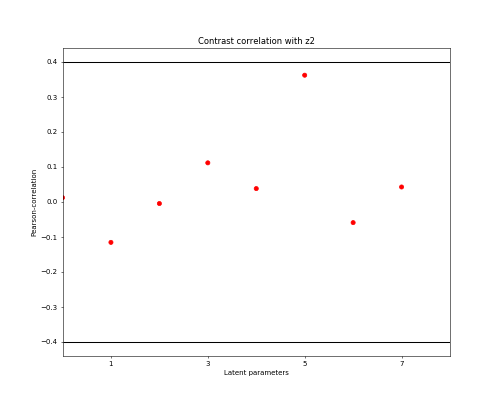 Contrast correlation with z2
0.4
0.3
0.2
0.1
0.0
−0.1
−0.2
−0.3
−0.4
Pearson-correlation
1 3 5 7
Latent parameters